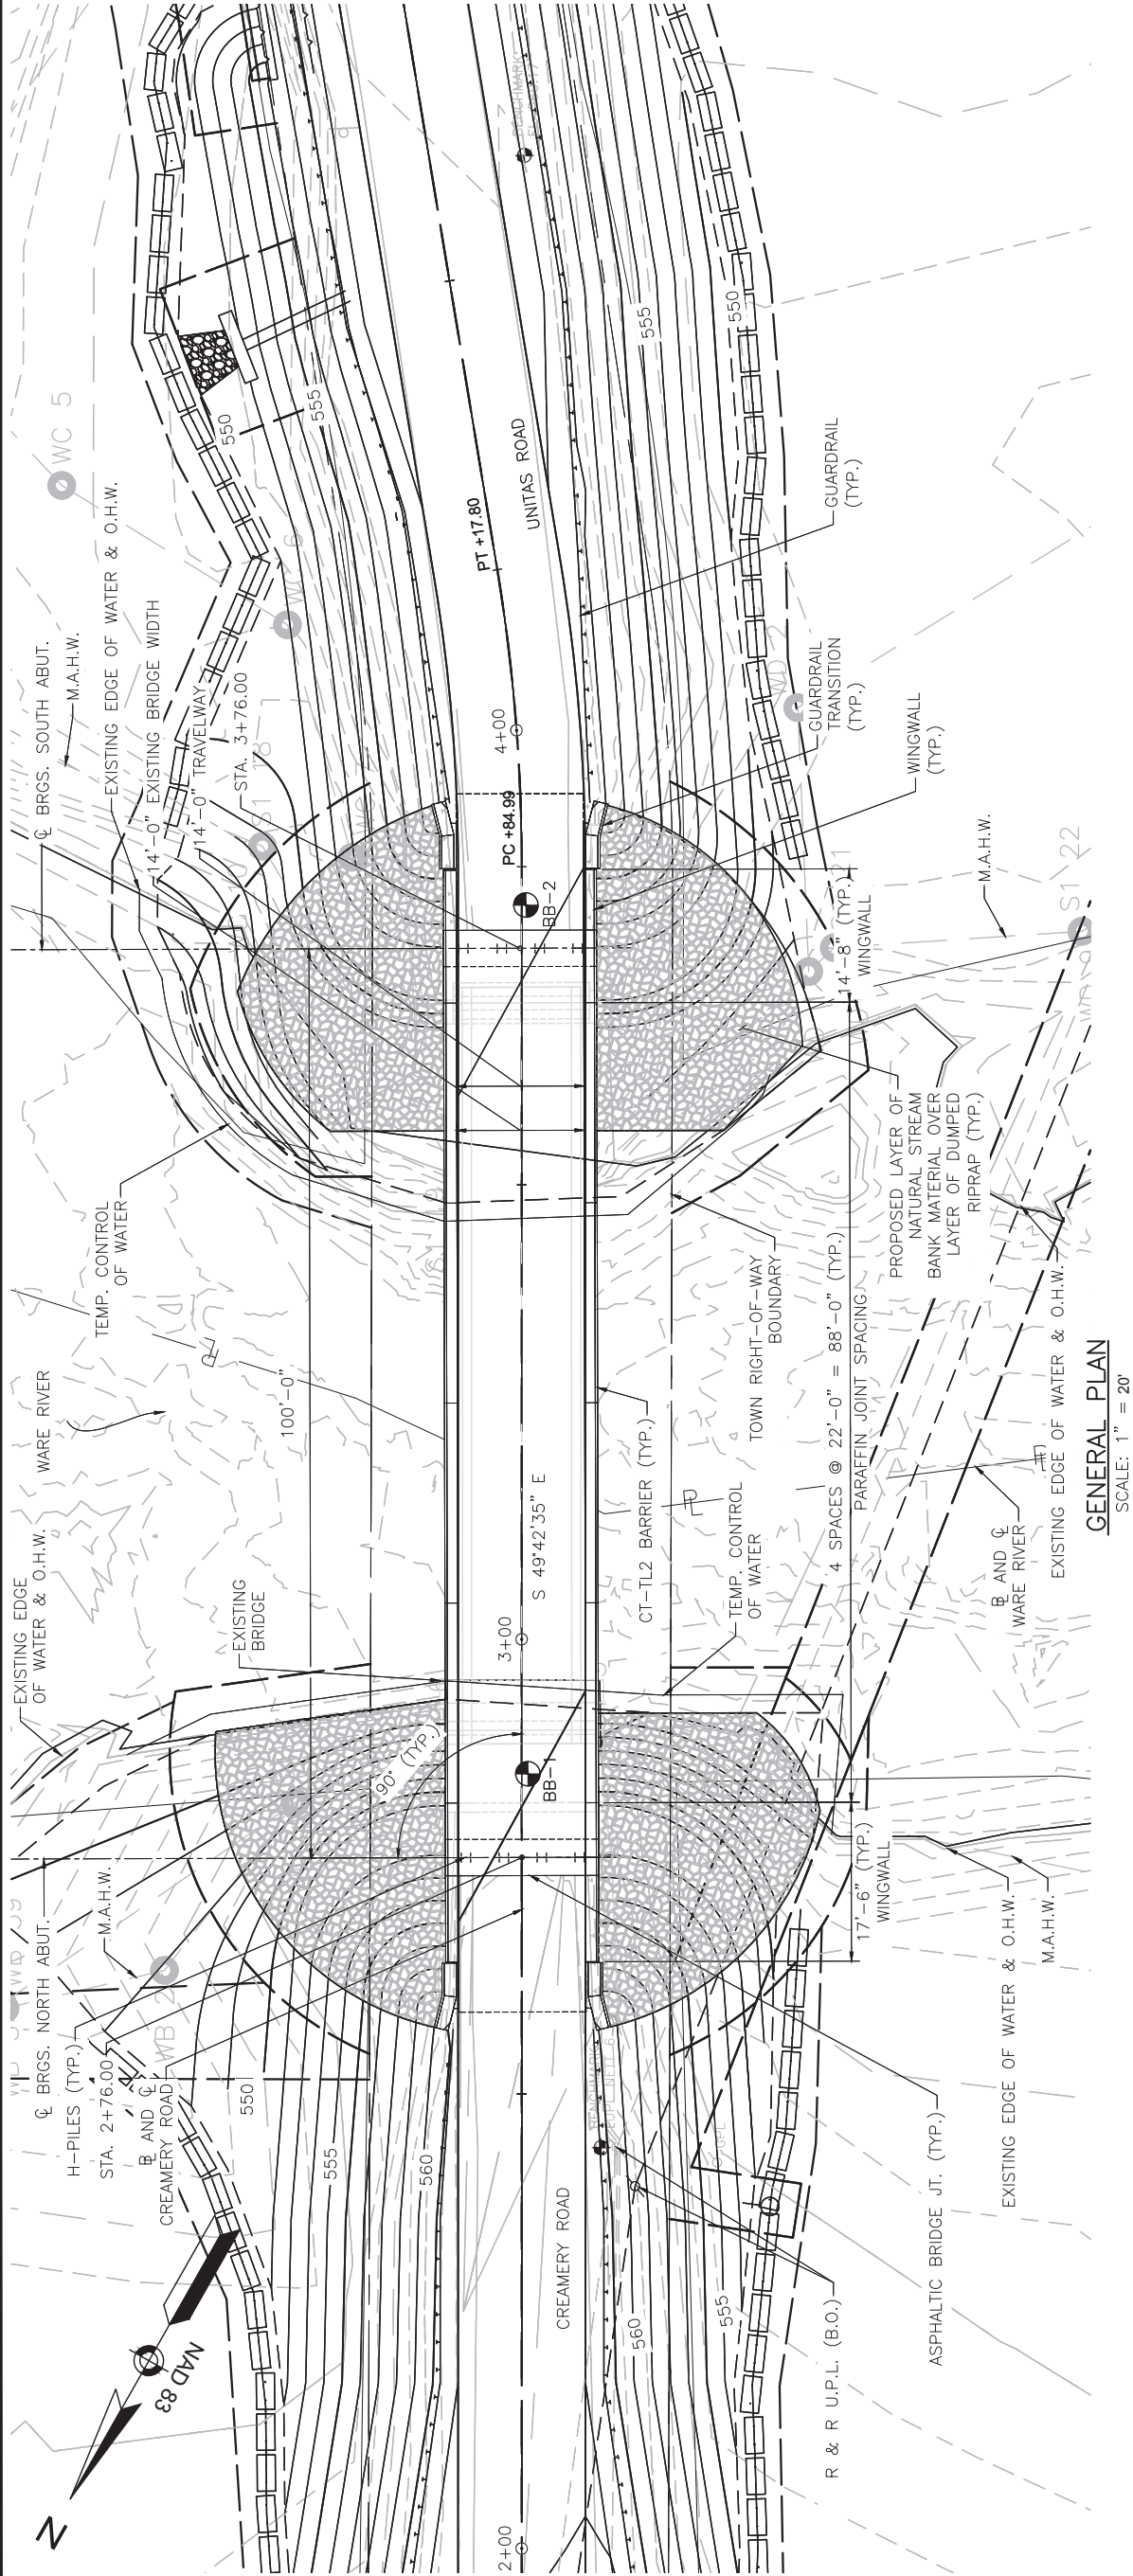 EXISTING EDGE
OF WATER & O.H.W.
WARE RIVER
TEMP. CONTROL
OF WATER
℄ BRGS. SOUTH ABUT.
M.A.H.W.
EXISTING EDGE OF WATER & O.H.W.
14'-0" EXISTING BRIDGE WIDTH
14'-0" TRAVELWAY
STA. 3+76.00
WC 5
℄ BRGS. NORTH ABUT.
H-PILES (TYP.)
STA. 2+76.00
M.A.H.W.
℔ AND ℄
CREAMERY ROAD
EXISTING
BRIDGE
100'-0"
90° (TYP.)
N
NAD 83
550
555
560
550
555
2+00
3+00
S 49°42'35" E
BB-1
BB-2
PC +84.99
4+00
PT +17.80
UNITAS ROAD
CREAMERY ROAD
BENCHMARK
560
555
555
550
CT-TL2 BARRIER (TYP.)
TEMP. CONTROL
OF WATER
TOWN RIGHT-OF-WAY
BOUNDARY
4 SPACES @ 22'-0" = 88'-0" (TYP.)
PARAFFIN JOINT SPACING
17'-6" (TYP.)
WINGWALL
14'-8" (TYP.)
WINGWALL
GUARDRAIL
(TYP.)
GUARDRAIL
TRANSITION
(TYP.)
WINGWALL
(TYP.)
M.A.H.W.
S1 22
PROPOSED LAYER OF
NATURAL STREAM
BANK MATERIAL OVER
LAYER OF DUMPED
RIPRAP (TYP.)
R & R U.P.L. (B.O.)
ASPHALTIC BRIDGE JT. (TYP.)
EXISTING EDGE OF WATER & O.H.W.
M.A.H.W.
℔ AND ℄
WARE RIVER
EXISTING EDGE OF WATER & O.H.W.
GENERAL PLAN
SCALE: 1" = 20'